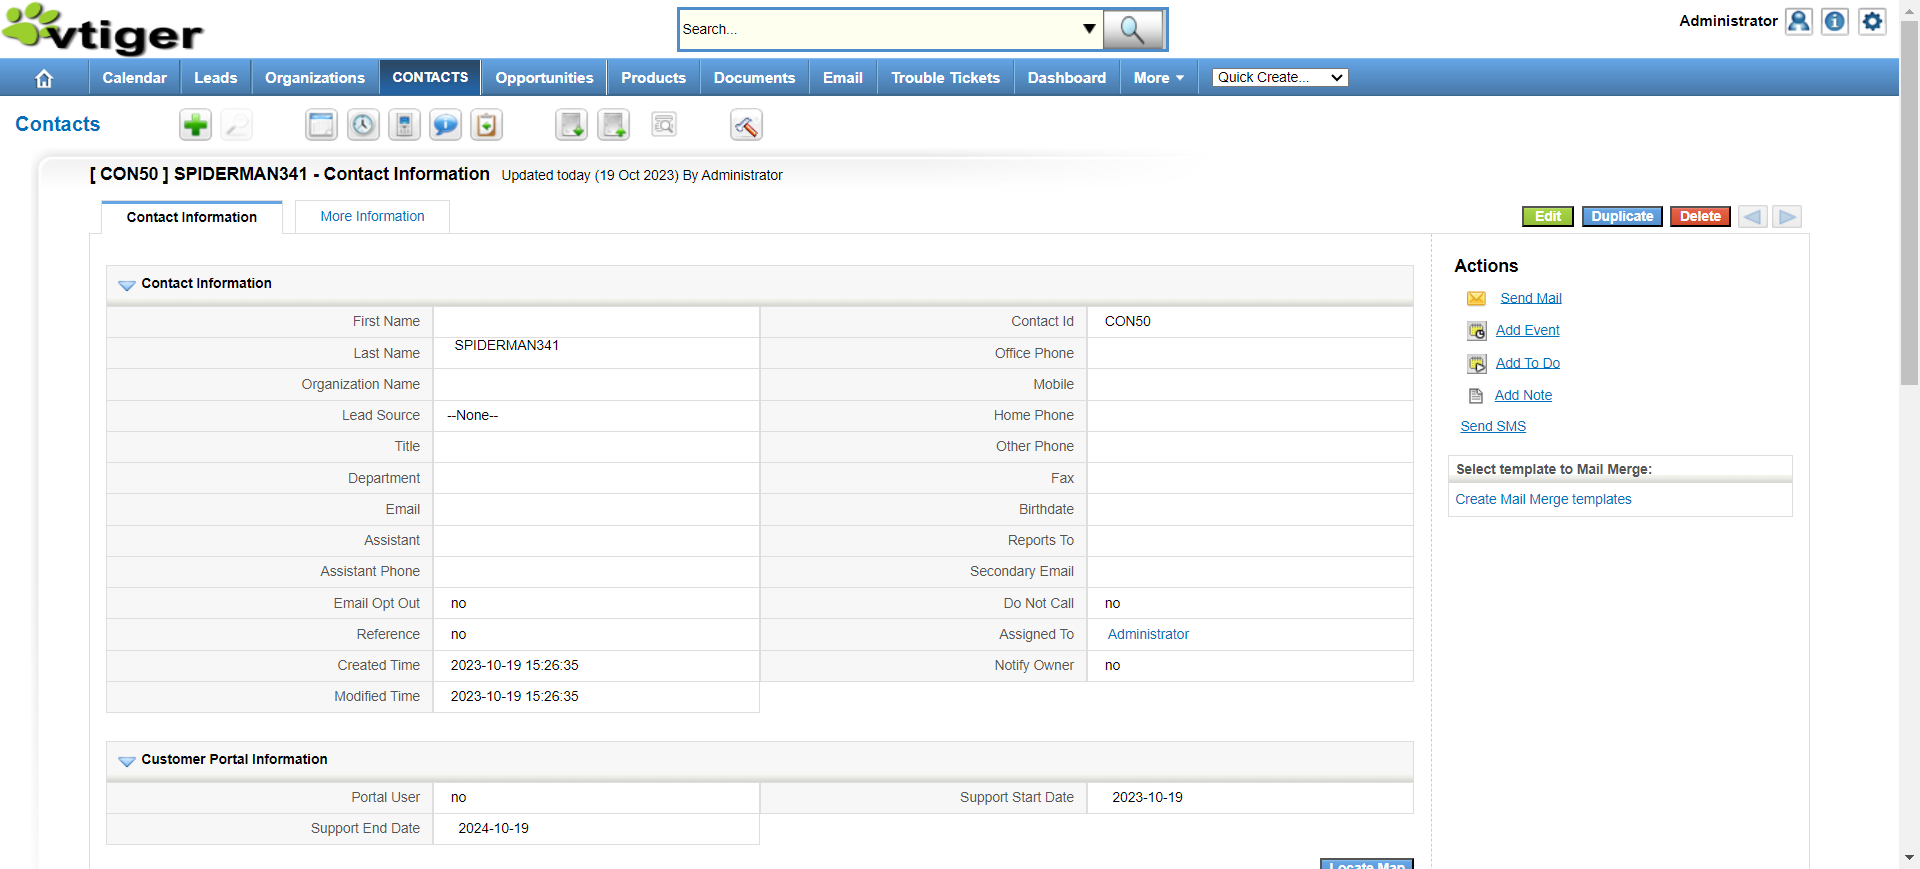 vtiger
Search...
Administrator
Calendar Leads Organizations CONTACTS Opportunities Products Documents Email Trouble Tickets Dashboard More Quick Create...
Contacts
[ CON50 ] SPIDERMAN341 - Contact Information Updated today (19 Oct 2023) By Administrator
Contact Information More Information
Edit Duplicate Delete
Contact Information
First Name Contact Id CON50
Last Name SPIDERMAN341 Office Phone
Organization Name Mobile
Lead Source --None-- Home Phone
Title Other Phone
Department Fax
Email Birthdate
Assistant Reports To
Assistant Phone Secondary Email
Email Opt Out no Do Not Call no
Reference no Assigned To Administrator
Created Time 2023-10-19 15:26:35 Notify Owner no
Modified Time 2023-10-19 15:26:35
Customer Portal Information
Portal User no Support Start Date 2023-10-19
Support End Date 2024-10-19
Locate Map
Actions
Send Mail
Add Event
Add To Do
Add Note
Send SMS
Select template to Mail Merge:
Create Mail Merge templates